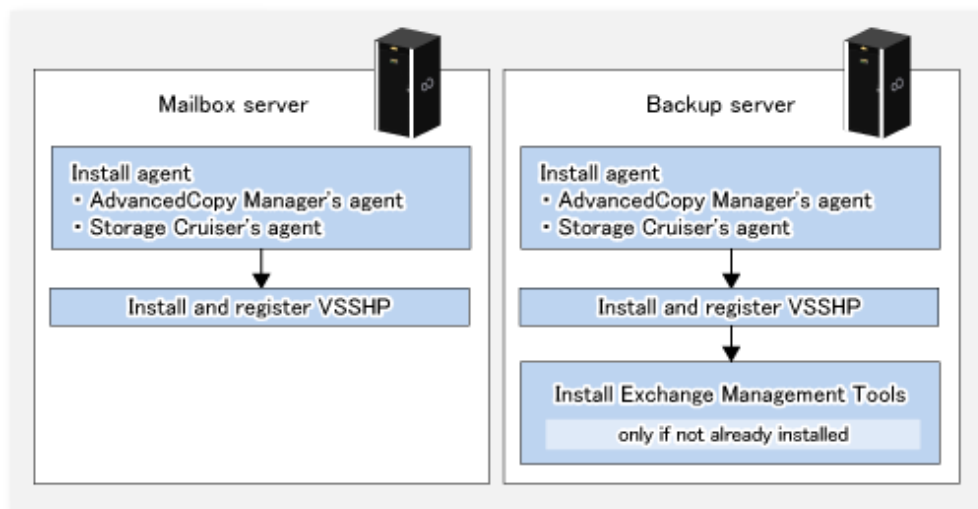 Mailbox server
Install agent
・AdvancedCopy Manager's agent
・Storage Cruiser's agent
Install and register VSSHP
Backup server
Install agent
・AdvancedCopy Manager's agent
・Storage Cruiser's agent
Install and register VSSHP
Install Exchange Management Tools
only if not already installed